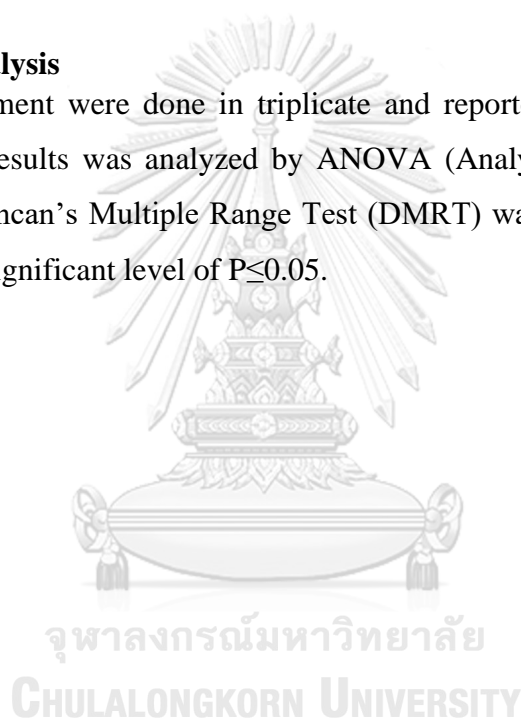 lysis
ment were done in triplicate and report
esults was analyzed by ANOVA (Analy
ncan's Multiple Range Test (DMRT) wa
ignificant level of P≤0.05.
จุฬาลงกรณ์มหาวิทยาลัย
CHULALONGKORN UNIVERSITY